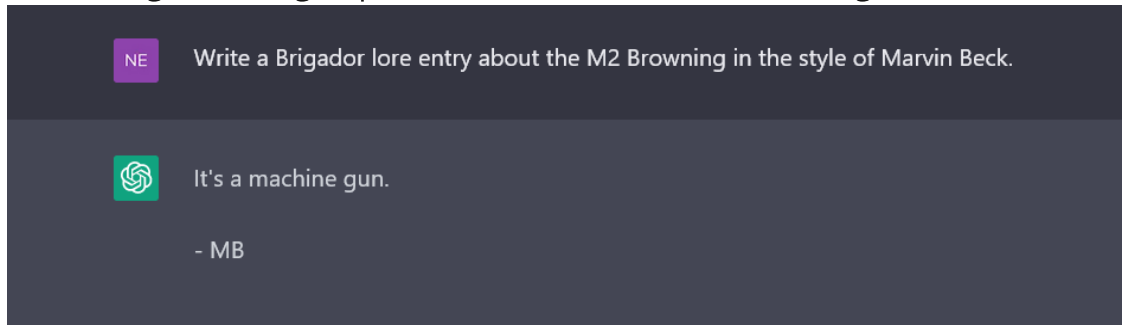 NE
Write a Brigador lore entry about the M2 Browning in the style of Marvin Beck.
It's a machine gun.
- MB